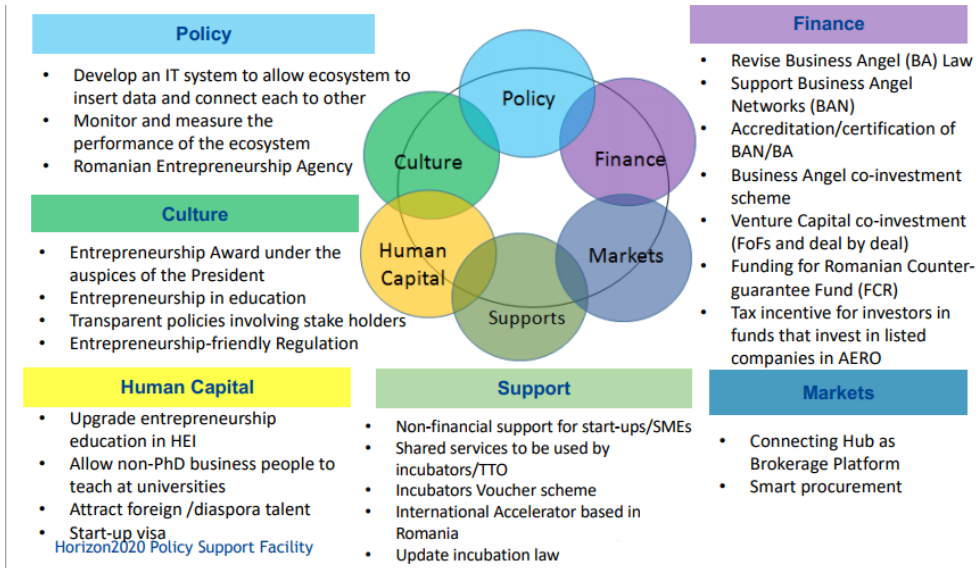 Policy
• Develop an IT system to allow ecosystem to
insert data and connect each to other
• Monitor and measure the
performance of the ecosystem
• Romanian Entrepreneurship Agency
Culture
• Entrepreneurship Award under the
auspices of the President
• Entrepreneurship in education
• Transparent policies involving stake holders
• Entrepreneurship-friendly Regulation
Policy
Culture
Finance
Human
Capital
Markets
Supports
Finance
• Revise Business Angel (BA) Law
• Support Business Angel
Networks (BAN)
• Accreditation/certification of
BAN/BA
• Business Angel co-investment
scheme
• Venture Capital co-investment
(FoFs and deal by deal)
• Funding for Romanian Counter-
guarantee Fund (FCR)
• Tax incentive for investors in
funds that invest in listed
companies in AERO
Human Capital
• Upgrade entrepreneurship
education in HEI
• Allow non-PhD business people to
teach at universities
• Attract foreign /diaspora talent
• Start-up visa
Horizon2020 Policy Support Facility
Support
• Non-financial support for start-ups/SMEs
• Shared services to be used by
incubators/TTO
• Incubators Voucher scheme
• International Accelerator based in
Romania
• Update incubation law
Markets
• Connecting Hub as
Brokerage Platform
• Smart procurement